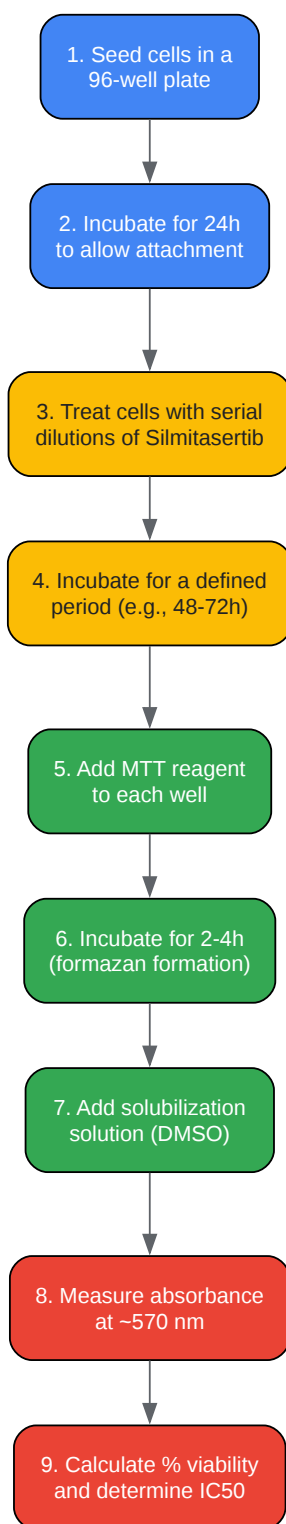 1. Seed cells in a
96-well plate
2. Incubate for 24h
to allow attachment
3. Treat cells with serial
dilutions of Silmitasertib
4. Incubate for a defined
period (e.g., 48-72h)
5. Add MTT reagent
to each well
6. Incubate for 2-4h
(formazan formation)
7. Add solubilization
solution (DMSO)
8. Measure absorbance
at ~570 nm
9. Calculate % viability
and determine IC50